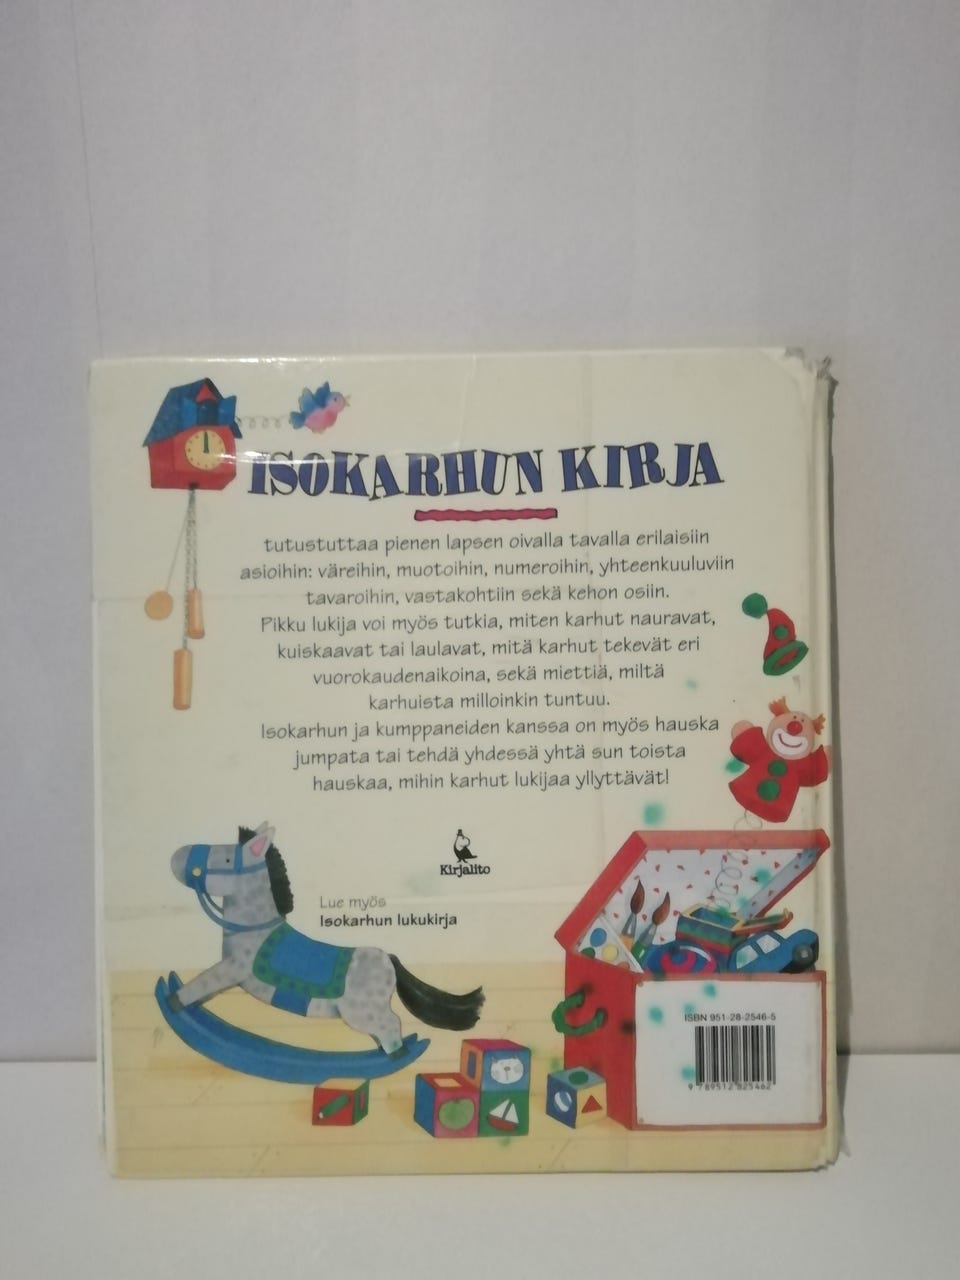 ISOKARHUN KIRJA
tutustuttaa pienen lapsen oivalla tavalla erilaisiin
asioihin: väreihin, muotoihin, numeroihin, yhteenkuuluviin
tavaroihin, vastakohtiin sekä kehon osiin.
Pikku lukija voi myös tutkia, miten karhut nauravat,
kuiskaavat tai laulavat, mitä karhut tekevät eri
vuorokaudenaikoina, sekä miettiä, miltä
karhuista milloinkin tuntuu.
Isokarhun ja kumppaneiden kanssa on myös hauska
jumpata tai tehdä yhdessä yhtä sun toista
hauskaa, mihin karhut lukijaa yllyttävät!
Kirjalito
Lue myös
Isokarhun lukukirja
ISBN 951-28-2546-5
9 789512 825462